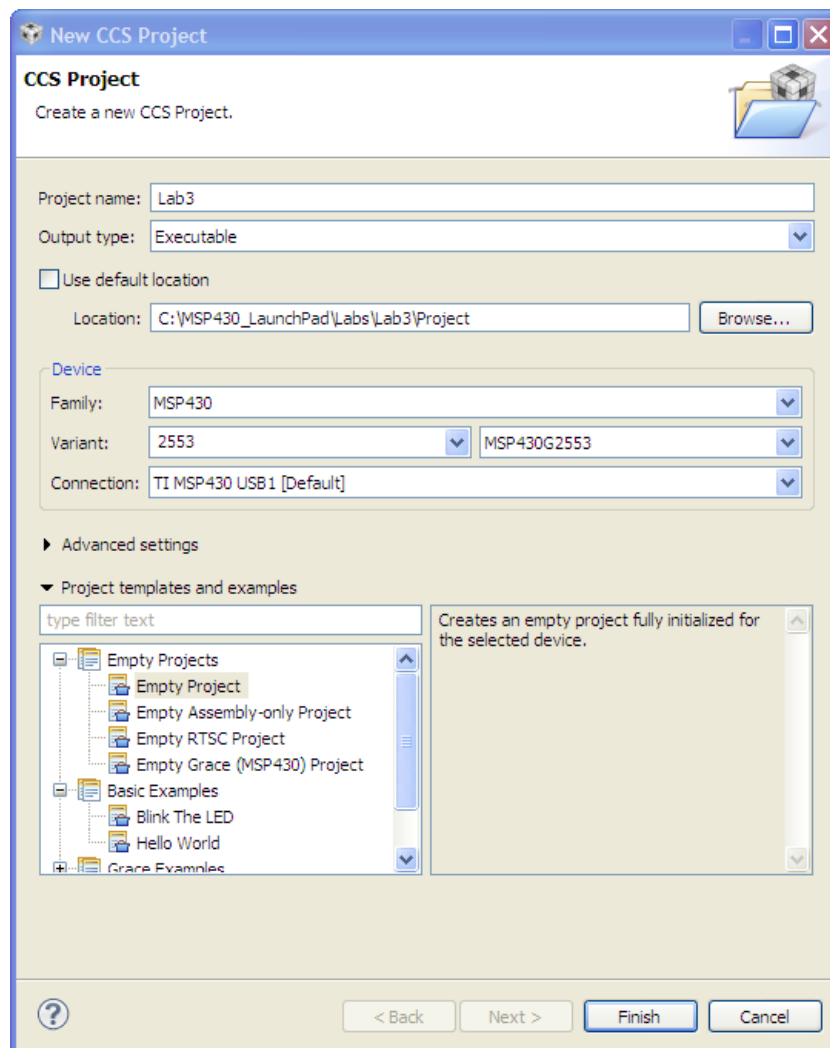 New CCS Project
CCS Project
Create a new CCS Project.
Project name: Lab3
Output type: Executable
Use default location
Location: C:\MSP430_LaunchPad\Labs\Lab3\Project Browse...
Device
Family: MSP430
Variant: 2553 MSP430G2553
Connection: TI MSP430 USB1 [Default]
Advanced settings
Project templates and examples
type filter text
Empty Projects
Empty Project
Empty Assembly-only Project
Empty RTSC Project
Empty Grace (MSP430) Project
Basic Examples
Blink The LED
Hello World
Grace Examples
Creates an empty project fully initialized for
the selected device.
? < Back Next > Finish Cancel